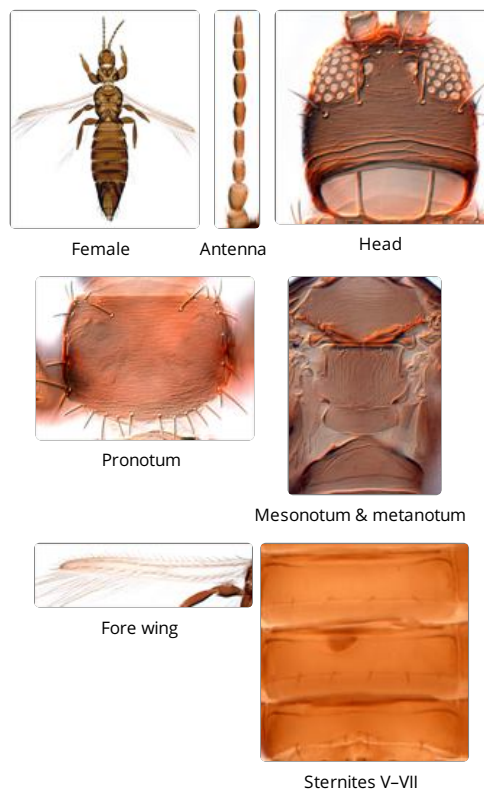 Female
Antenna
Head
Pronotum
Mesonotum & metanotum
Fore wing
Sternites V–VII